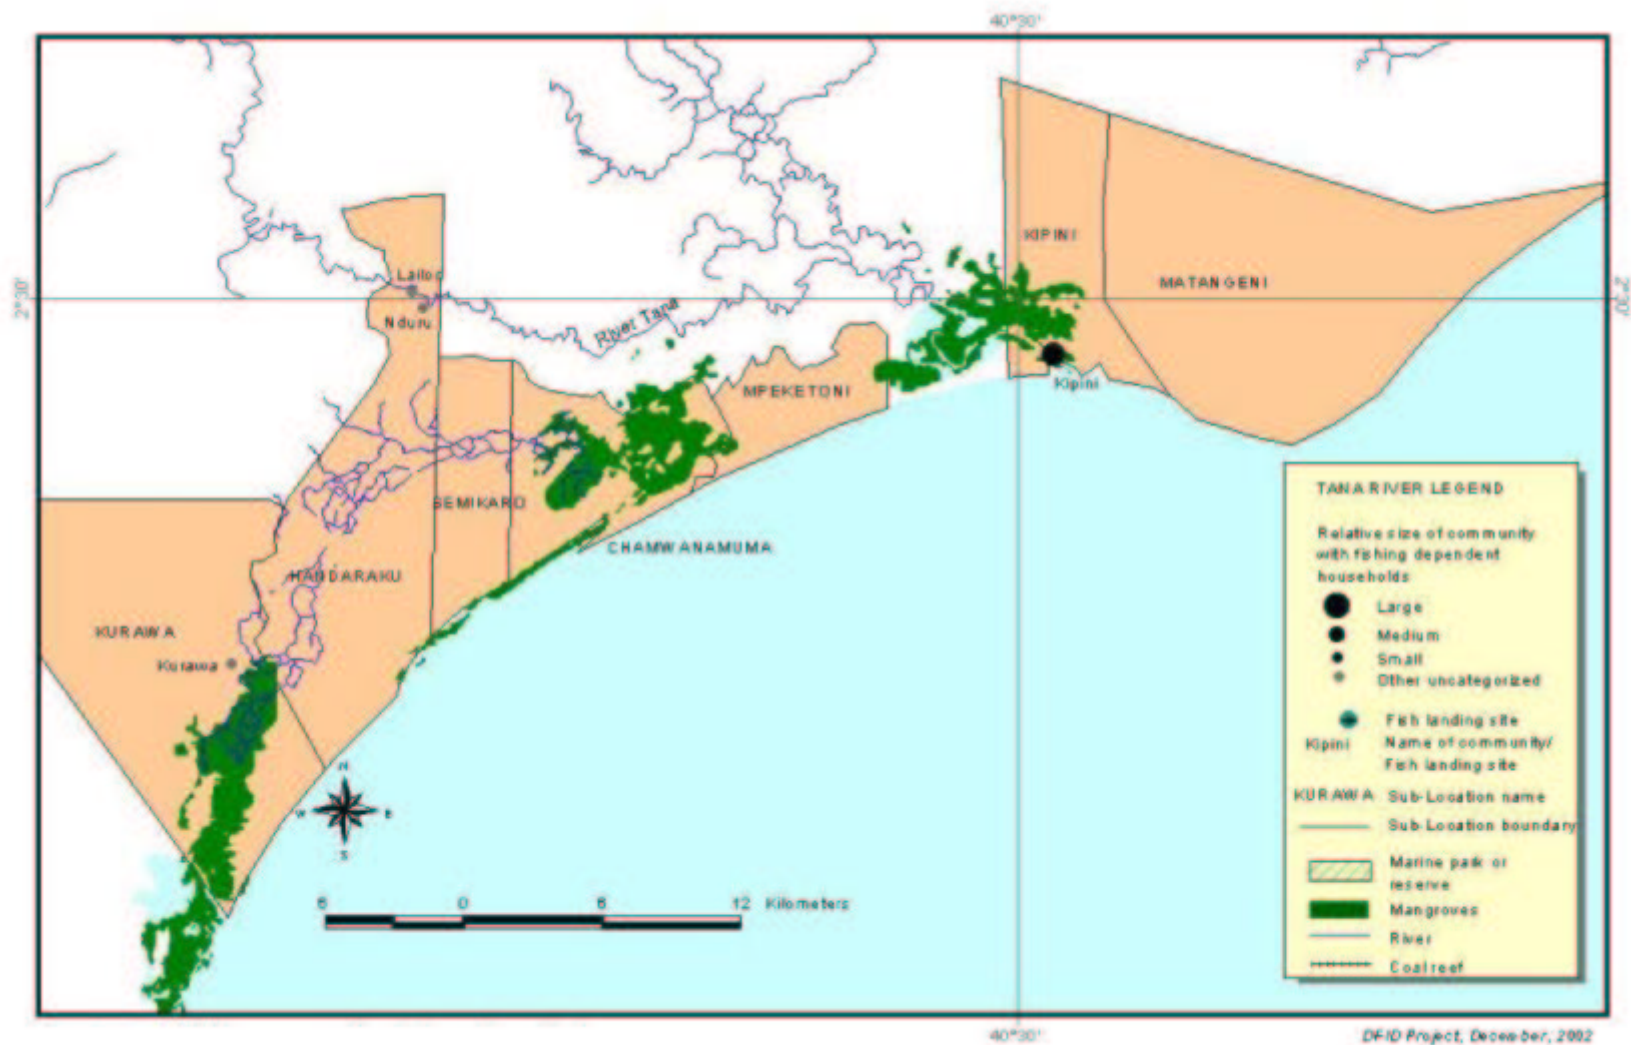 40°30'
KIPINI
Lailoc
2°30'
2°30'
MATANGENI
Nduru
River Tana
Kipini
MPEKETONI
SEMIKARO
CHAMWANAMUMA
HANDARAKU
KURAWA
Kurawa
N
W
E
S
6 0 6 12 Kilometers
TANA RIVER LEGEND
Relative size of community
with fishing dependent
households
Large
Medium
Small
Other uncategorized
Fish landing site
Kipini Name of community/
Fish landing site
KURAWA Sub-Location name
Sub-Location boundary
Marine park or
reserve
Mangroves
River
Coal reef
40°30'
DFID Project, December, 2002